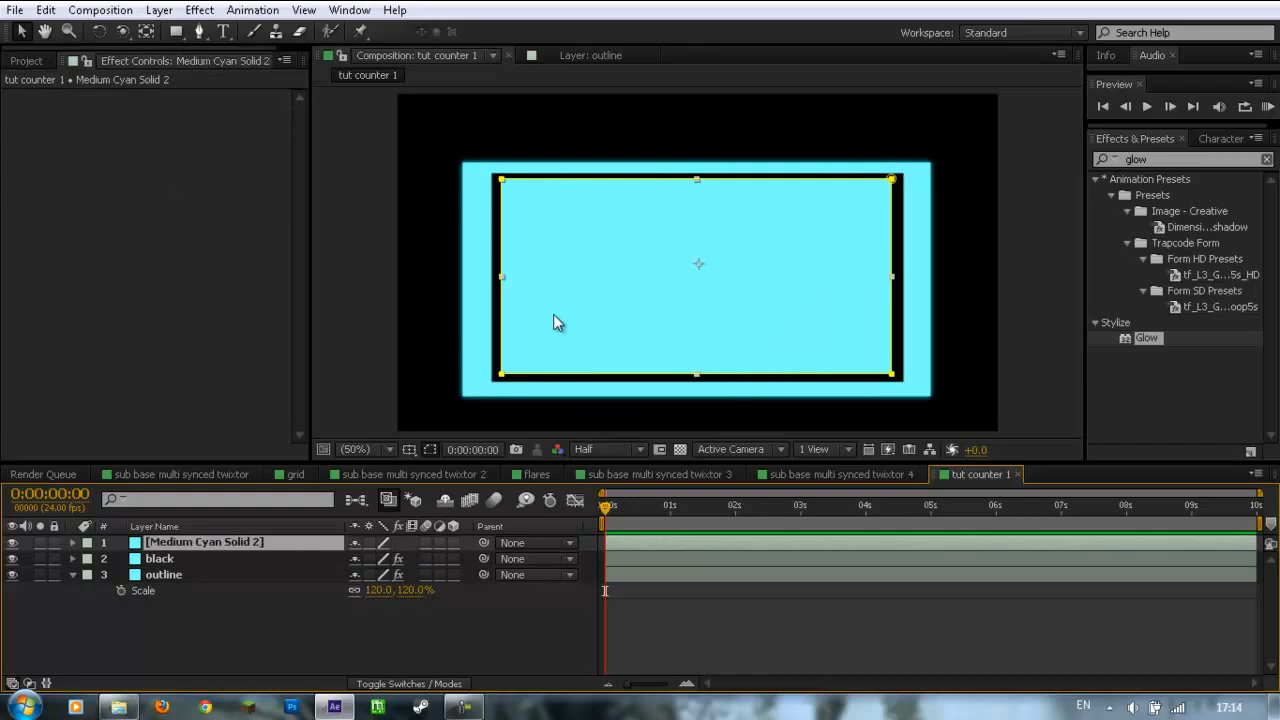 File Edit Composition Layer Effect Animation View Window Help
Workspace: Standard Search Help
Project Effect Controls: Medium Cyan Solid 2
tut counter 1 • Medium Cyan Solid 2
Composition: tut counter 1 Layer: outline
tut counter 1
Info Audio
Preview
Effects & Presets Character
glow
* Animation Presets
Presets
Image - Creative
Dimensi...shadow
Trapcode Form
Form HD Presets
tf_L3_G...5s_HD
Form SD Presets
tf_L3_G...oop5s
Stylize
Glow
(50%) 0:00:00:00 Half Active Camera 1 View +0,0
Render Queue sub base multi synced twixtor grid sub base multi synced twixtor 2 flares sub base multi synced twixtor 3 sub base multi synced twixtor 4 tut counter 1
0:00:00:00
00000 (24.00 fps)
:00s 01s 02s 03s 04s 05s 06s 07s 08s 09s 10s
# Layer Name fx Parent
1 [Medium Cyan Solid 2] None
2 black fx None
3 outline fx None
Scale 120.0,120.0%
Toggle Switches / Modes
Ps Ae EN 17:14